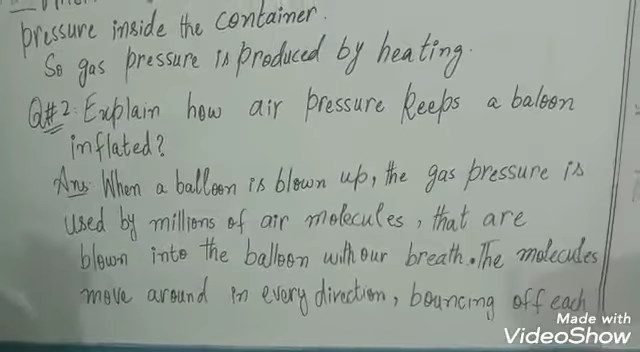 pressure inside the container.
So gas pressure is produced by heating.
Q#2: Explain how air pressure keeps a baloon
inflated?
Ans: When a balloon is blown up, the gas pressure is
used by millions of air molecules, that are
blown into the balloon with our breath. The molecules
move around in every direction, bouncing off each
Made with
VideoShow